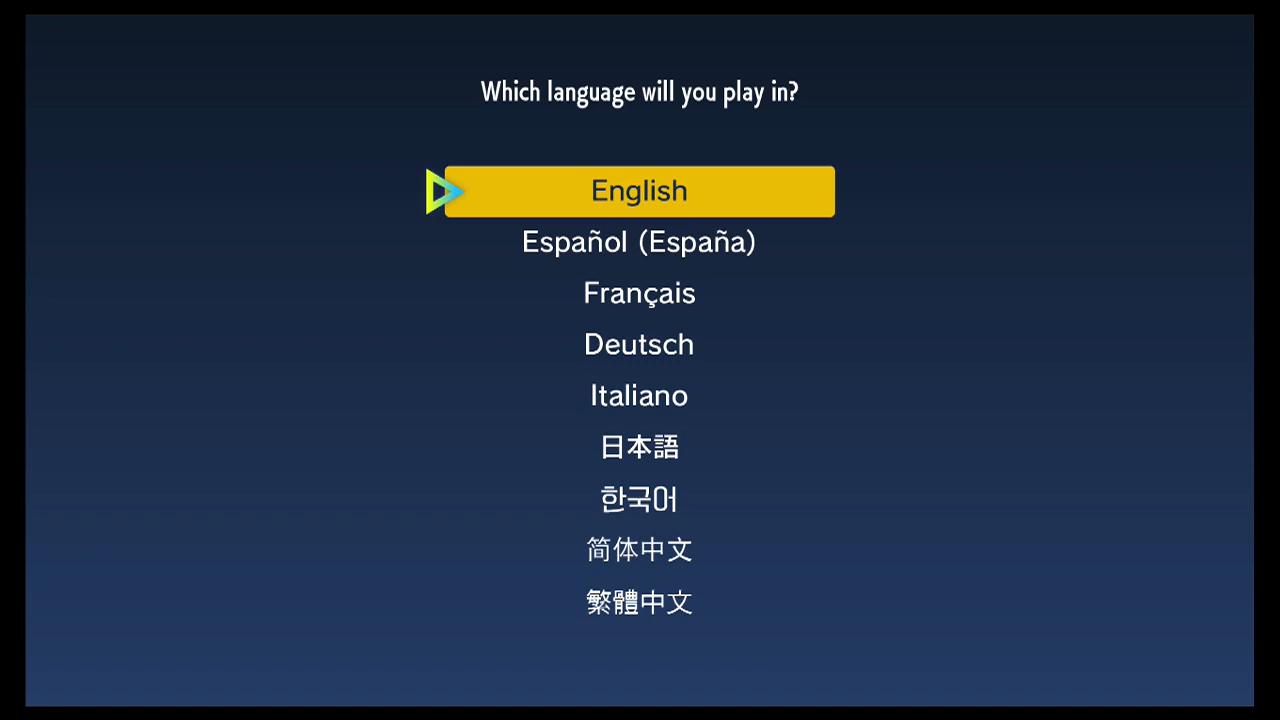 Which language will you play in?
English
Español (España)
Français
Deutsch
Italiano
日本語
한국어
简体中文
繁體中文